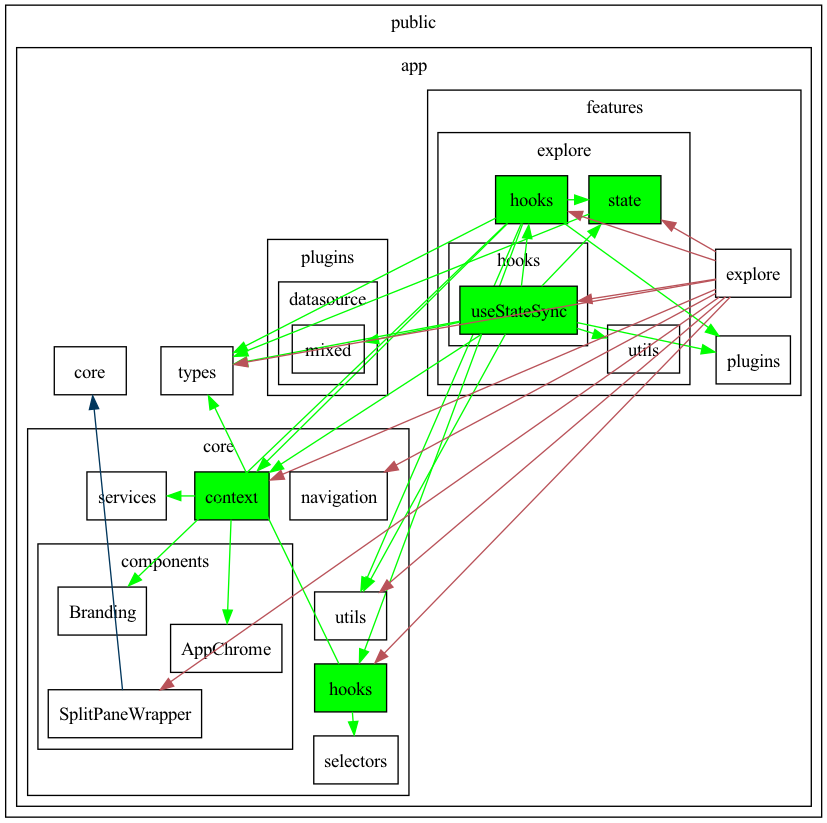 public
app
features
explore
hooks
state
plugins
hooks
explore
datasource
useStateSync
mixed
utils
core
types
plugins
core
services
context
navigation
components
Branding
utils
AppChrome
hooks
SplitPaneWrapper
selectors